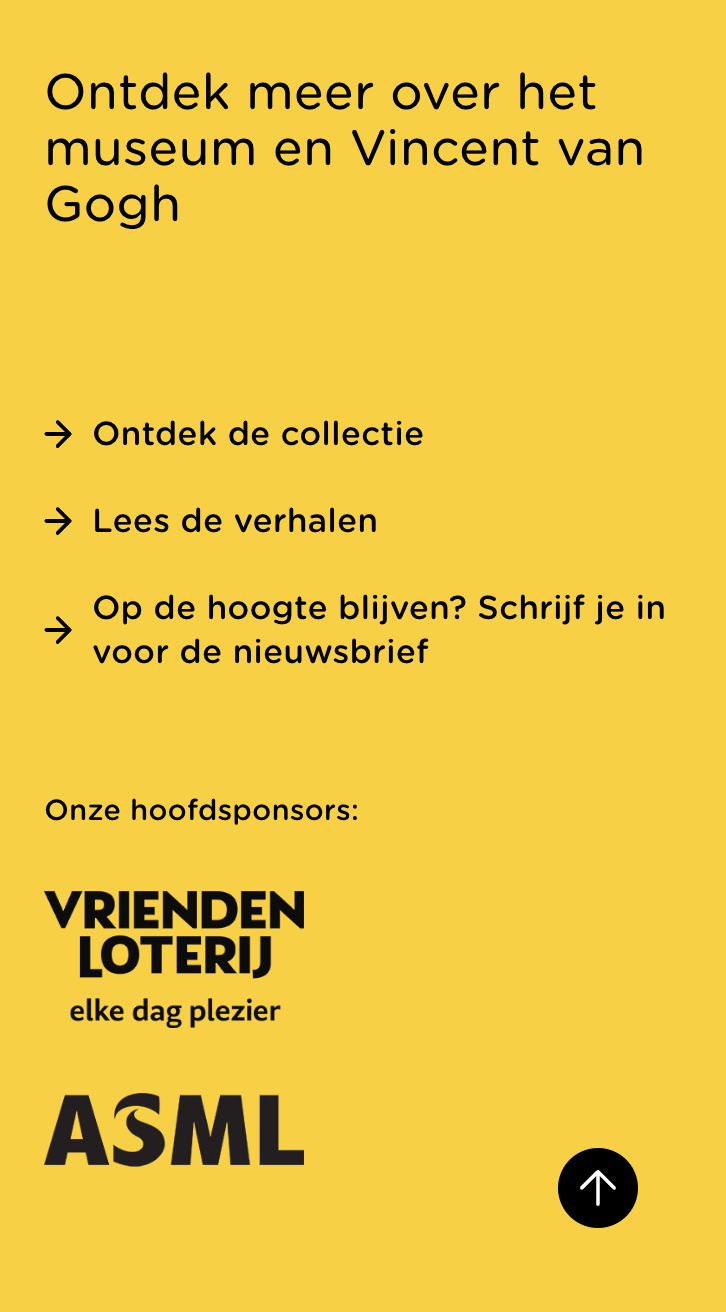 Ontdek meer over het
museum en Vincent van
Gogh
Ontdek de collectie
Lees de verhalen
Op de hoogte blijven? Schrijf je in
voor de nieuwsbrief
Onze hoofdsponsors:
VRIENDEN
LOTERIJ
elke dag plezier
ASML